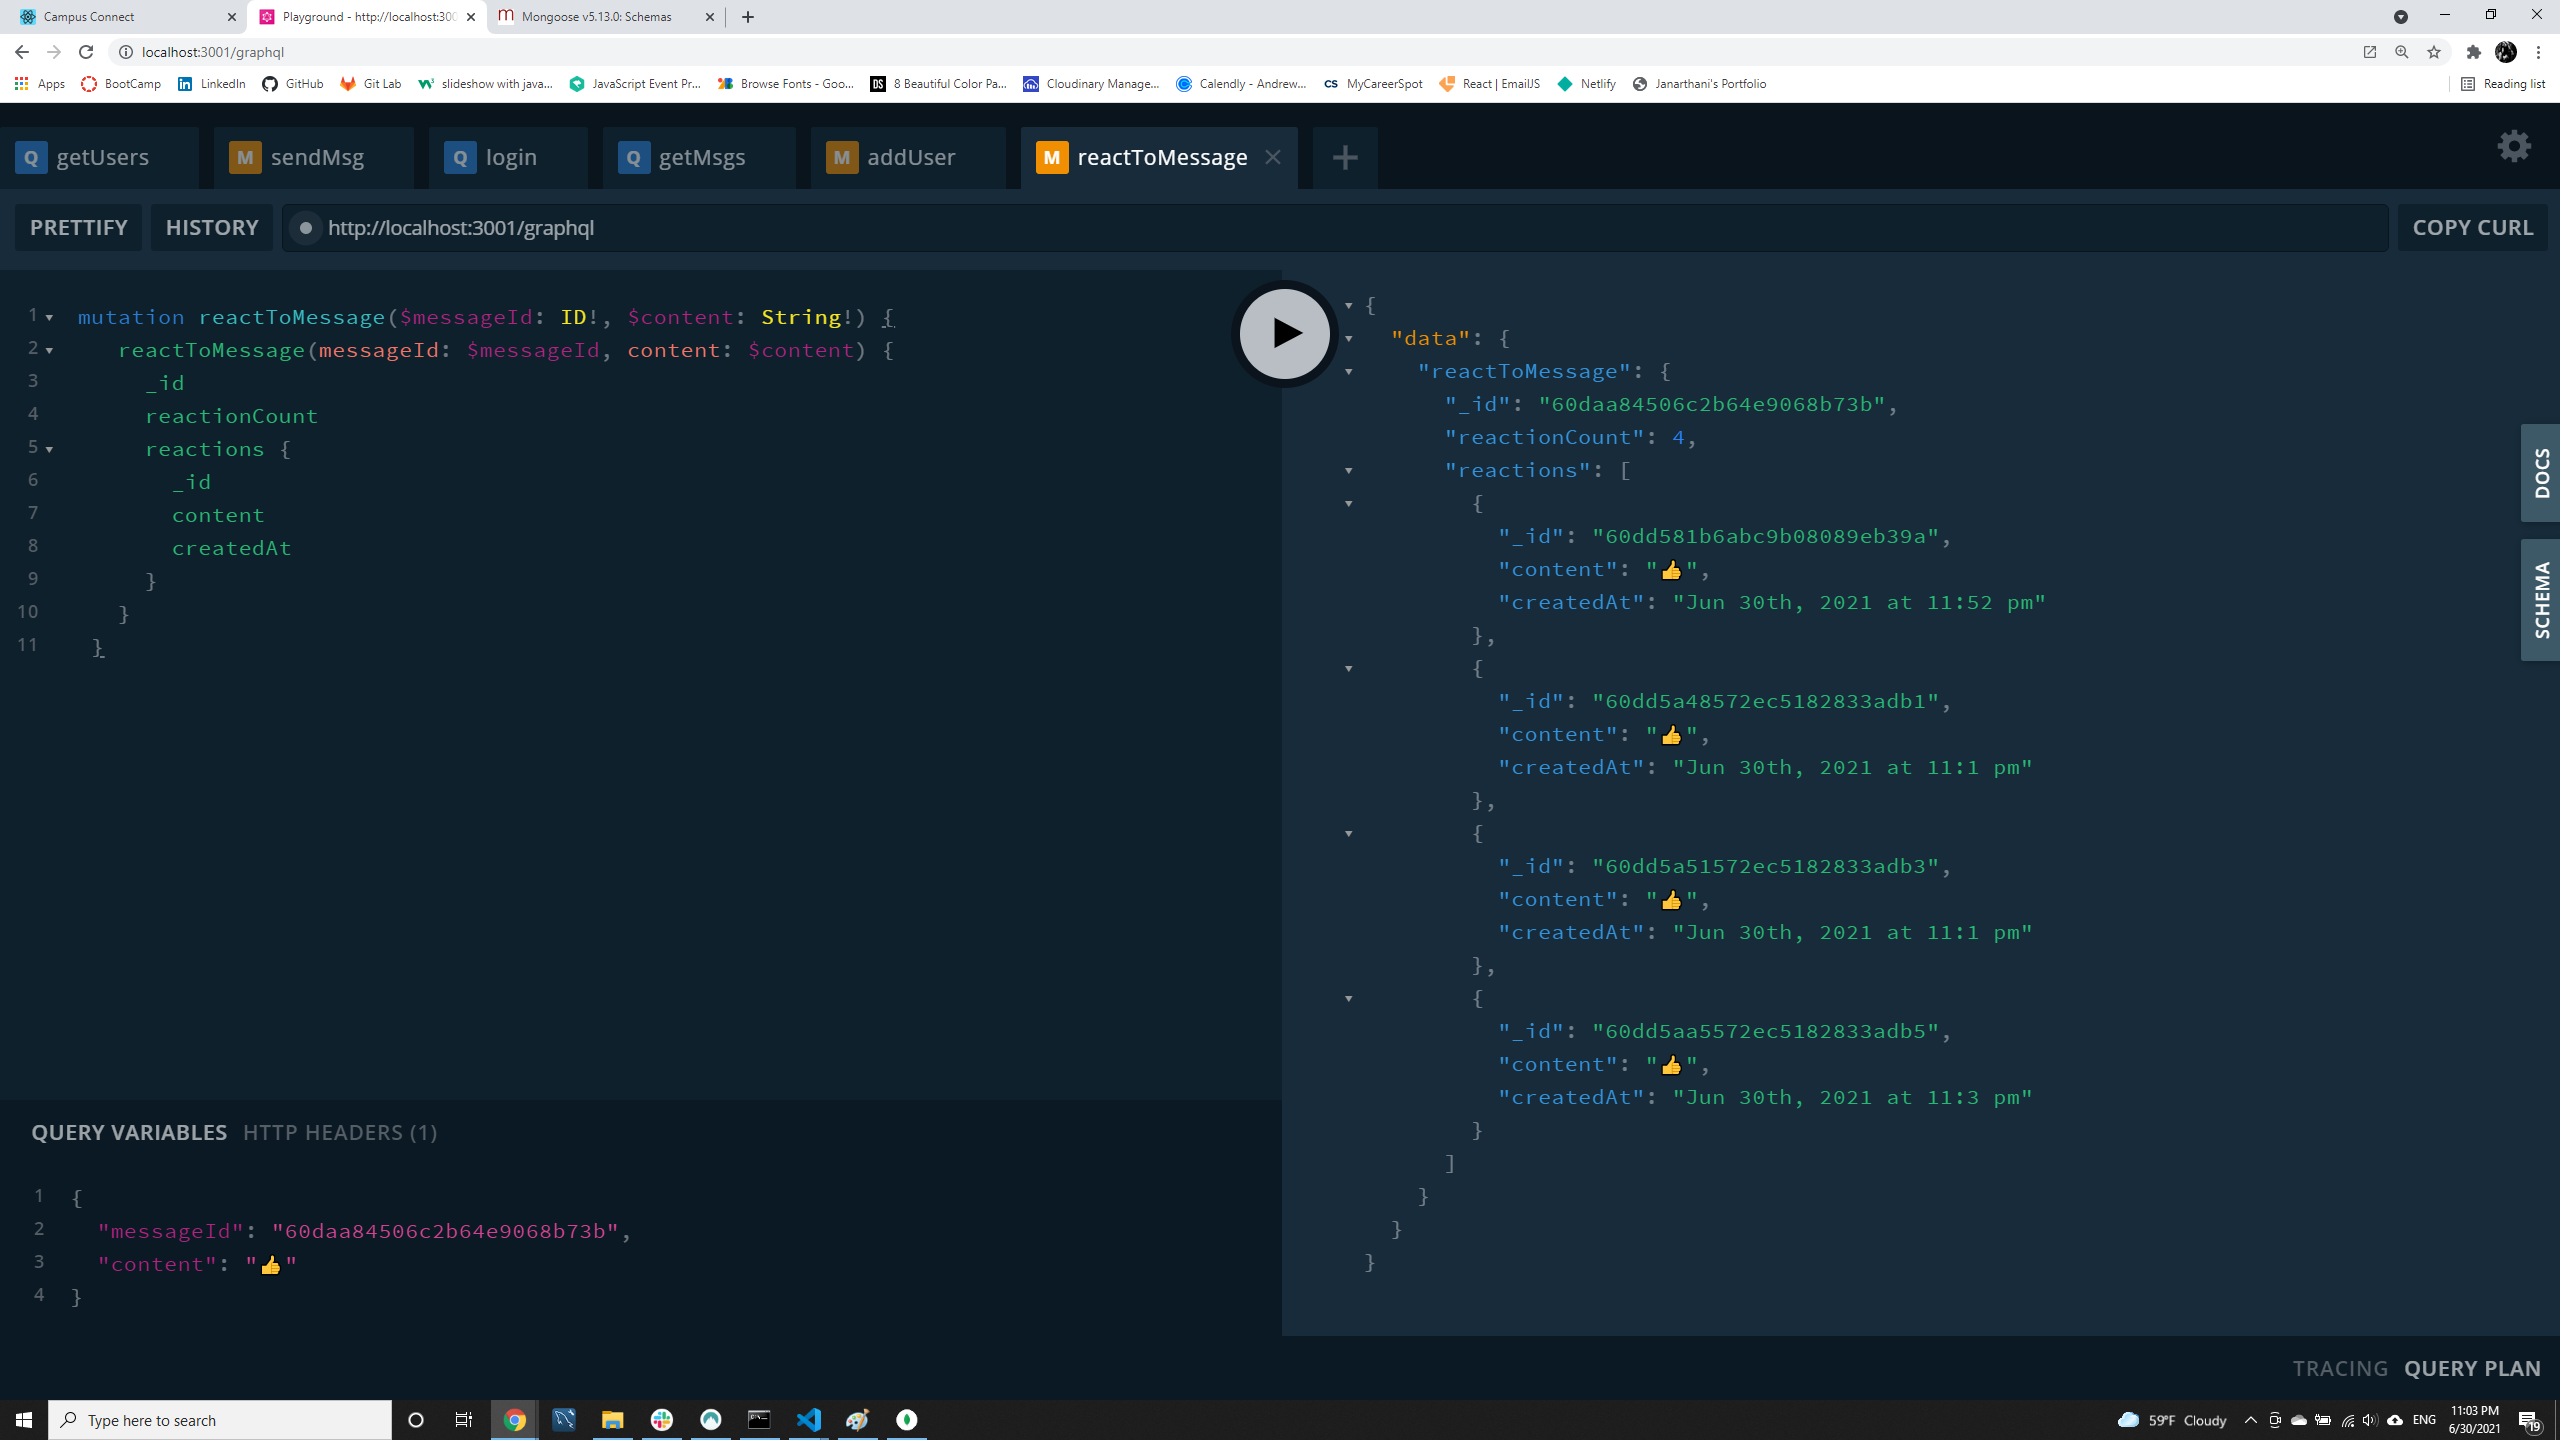 Campus Connect
Playground - http://localhost:300
Mongoose v5.13.0: Schemas
localhost:3001/graphql
Apps BootCamp LinkedIn GitHub Git Lab slideshow with java... JavaScript Event Pr... Browse Fonts - Goo... DS 8 Beautiful Color Pa... Cloudinary Manage... Calendly - Andrew... CS MyCareerSpot React | EmailJS Netlify Janarthani's Portfolio Reading list
Q getUsers M sendMsg Q login Q getMsgs M addUser M reactToMessage
PRETTIFY HISTORY http://localhost:3001/graphql COPY CURL
1 mutation reactToMessage($messageId: ID!, $content: String!) {
2 reactToMessage(messageId: $messageId, content: $content) {
3 _id
4 reactionCount
5 reactions {
6 _id
7 content
8 createdAt
9 }
10 }
11 }
QUERY VARIABLES HTTP HEADERS (1)
1 {
2 "messageId": "60daa84506c2b64e9068b73b",
3 "content": "👍"
4 }
{
"data": {
"reactToMessage": {
"_id": "60daa84506c2b64e9068b73b",
"reactionCount": 4,
"reactions": [
{
"_id": "60dd581b6abc9b08089eb39a",
"content": "👍",
"createdAt": "Jun 30th, 2021 at 11:52 pm"
},
{
"_id": "60dd5a48572ec5182833adb1",
"content": "👍",
"createdAt": "Jun 30th, 2021 at 11:1 pm"
},
{
"_id": "60dd5a51572ec5182833adb3",
"content": "👍",
"createdAt": "Jun 30th, 2021 at 11:1 pm"
},
{
"_id": "60dd5aa5572ec5182833adb5",
"content": "👍",
"createdAt": "Jun 30th, 2021 at 11:3 pm"
}
]
}
}
}
DOCS
SCHEMA
TRACING QUERY PLAN
Type here to search
59°F Cloudy
ENG
11:03 PM
6/30/2021
19